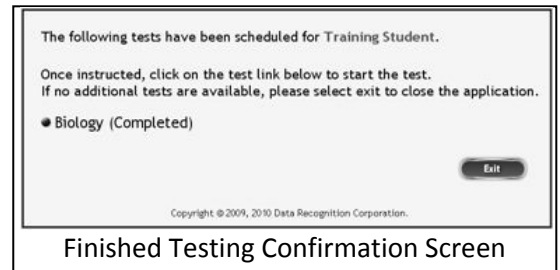 The following tests have been scheduled for Training Student.
Once instructed, click on the test link below to start the test.
If no additional tests are available, please select exit to close the application.
Biology (Completed)
Exit
Copyright © 2009, 2010 Data Recognition Corporation.
Finished Testing Confirmation Screen